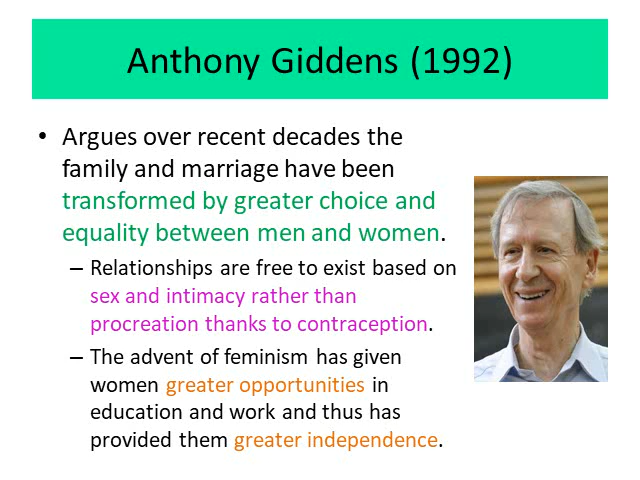 Anthony Giddens (1992)
• Argues over recent decades the
family and marriage have been
transformed by greater choice and
equality between men and women.
– Relationships are free to exist based on
sex and intimacy rather than
procreation thanks to contraception.
– The advent of feminism has given
women greater opportunities in
education and work and thus has
provided them greater independence.